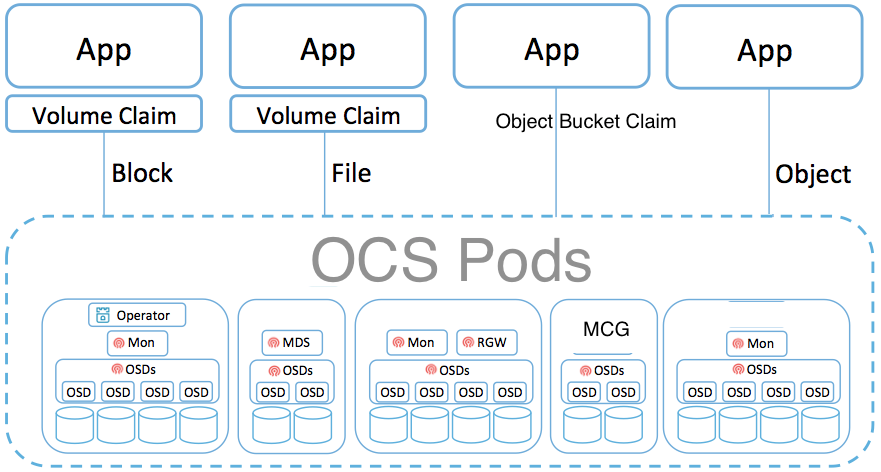 App
App
App
App
Volume Claim
Volume Claim
Object Bucket Claim
Block
File
Object
OCS Pods
Operator
Mon
OSDs
OSD OSD OSD OSD
MDS
OSDs
OSD OSD
Mon
RGW
OSDs
OSD OSD OSD OSD
MCG
OSDs
OSD OSD
Mon
OSDs
OSD OSD OSD OSD